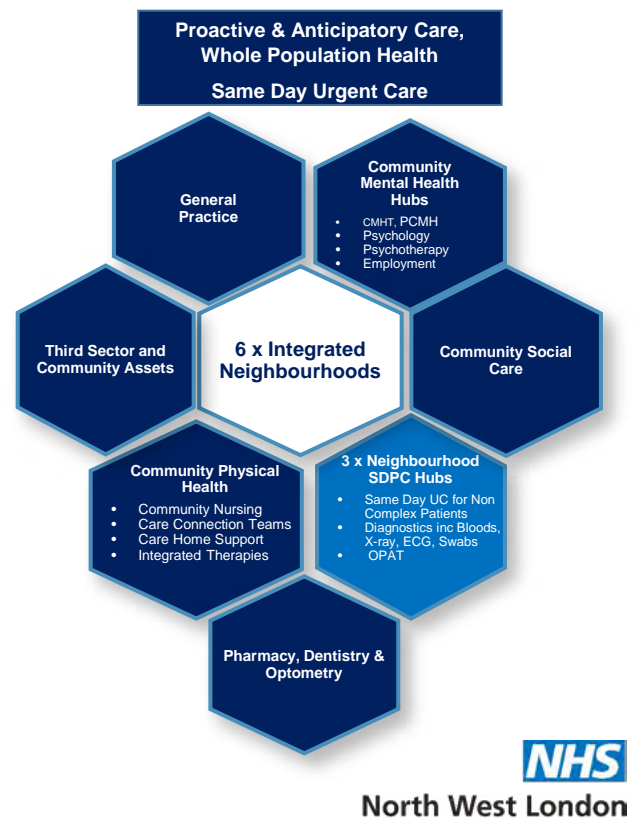 Proactive & Anticipatory Care,
Whole Population Health
Same Day Urgent Care
General
Practice
Community
Mental Health
Hubs
• CMHT, PCMH
• Psychology
• Psychotherapy
• Employment
Third Sector and
Community Assets
6 x Integrated
Neighbourhoods
Community Social
Care
Community Physical
Health
• Community Nursing
• Care Connection Teams
• Care Home Support
• Integrated Therapies
3 x Neighbourhood
SDPC Hubs
• Same Day UC for Non
Complex Patients
• Diagnostics inc Bloods,
X-ray, ECG, Swabs
• OPAT
Pharmacy, Dentistry &
Optometry
NHS
North West London